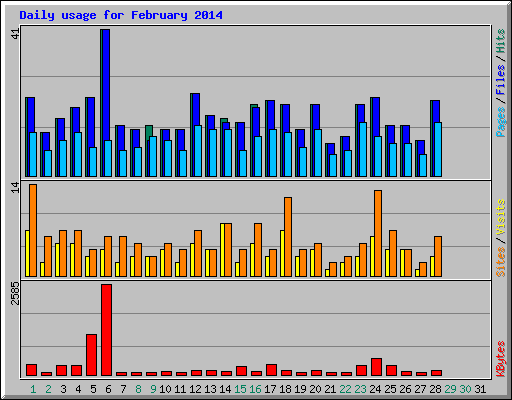 Daily usage for February 2014
41
14
2585
Pages / Files / Hits
Sites / Visits
KBytes
1 2 3 4 5 6 7 8 9 10 11 12 13 14 15 16 17 18 19 20 21 22 23 24 25 26 27 28 29 30 31